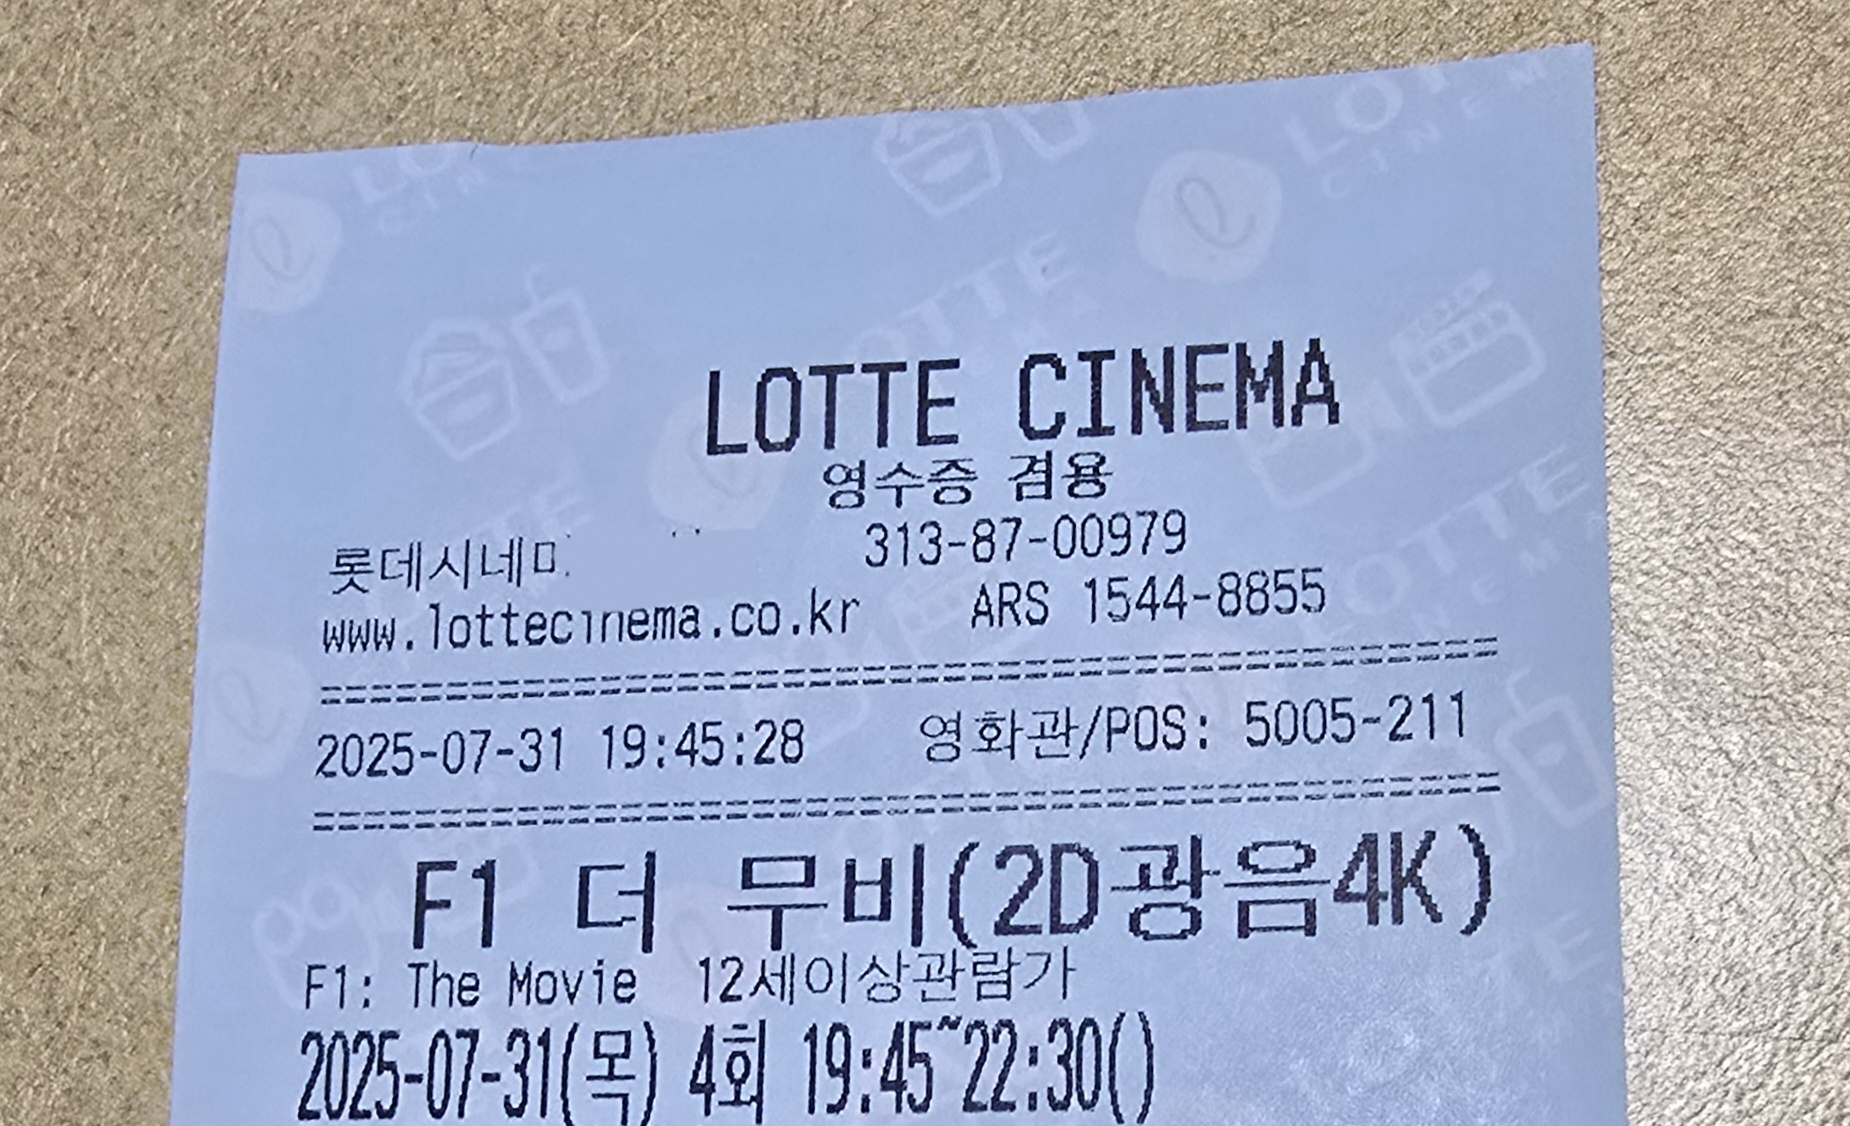 LOTTE CINEMA
영수증 겸용
롯데시네 313-87-00979
www.lottecinema.co.kr ARS 1544-8855
================================================
2025-07-31 19:45:28 영화관/POS: 5005-211
================================================
F1 더 무비(2D광음4K)
F1: The Movie 12세이상관람가
2025-07-31(목) 4회 19:45~22:30()